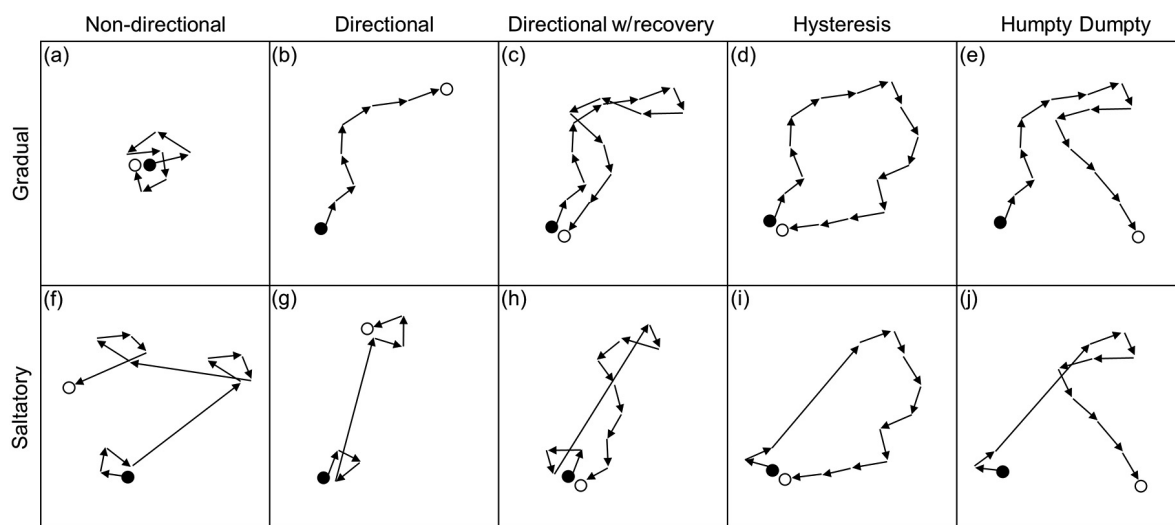 Non-directional Directional Directional w/recovery Hysteresis Humpty Dumpty
Gradual
(a) (b) (c) (d) (e)
Saltatory
(f) (g) (h) (i) (j)